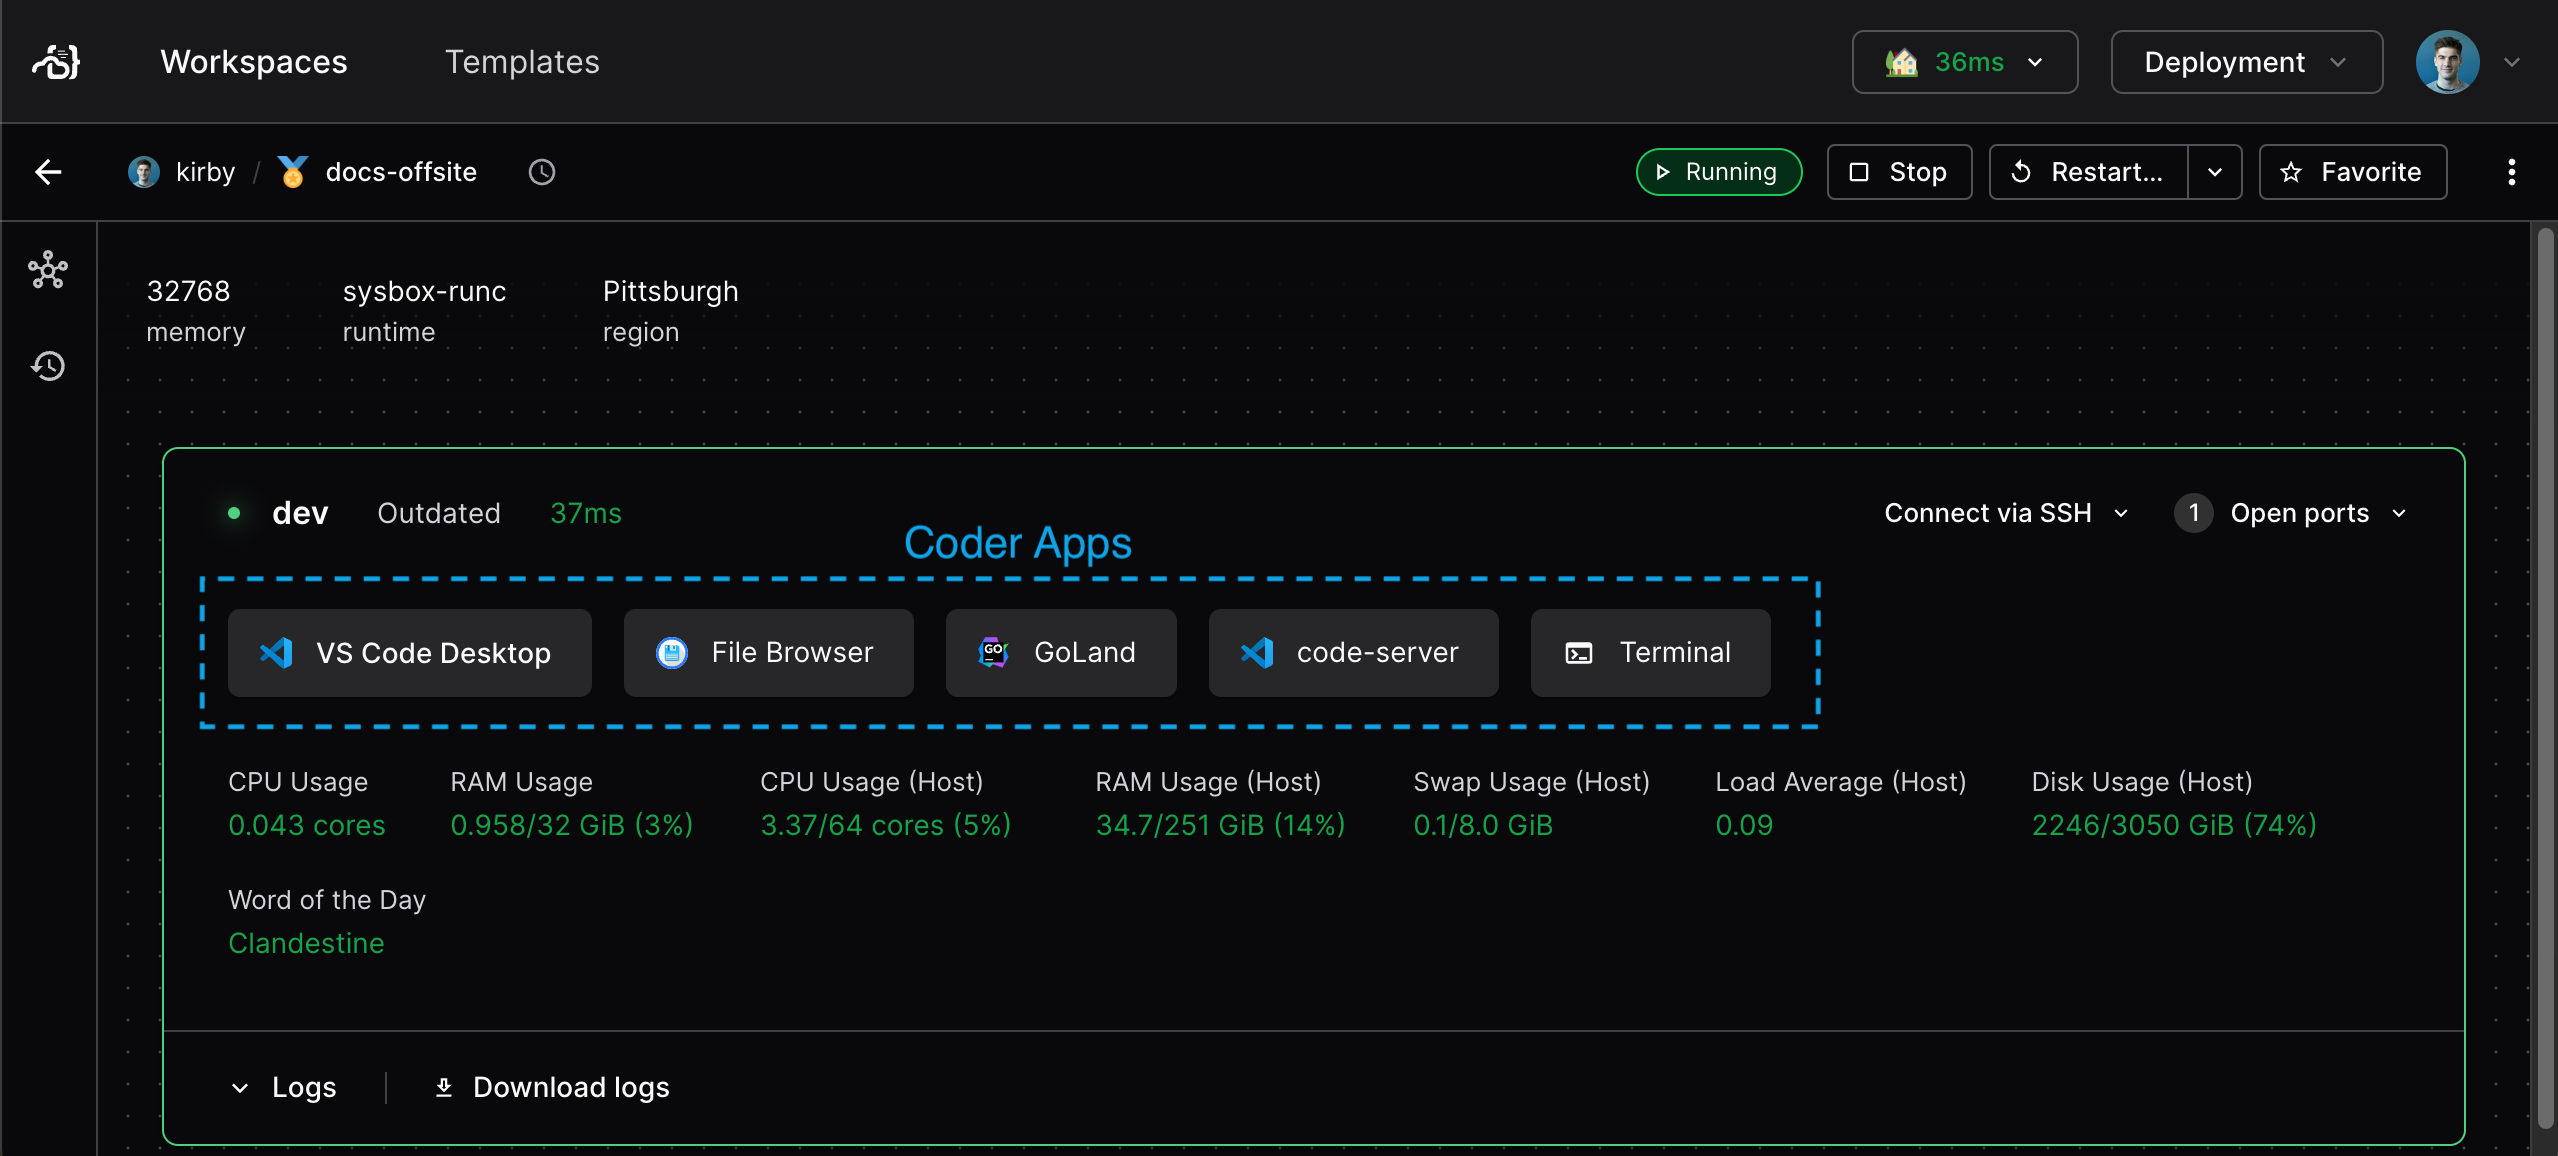 Workspaces Templates 36ms Deployment
kirby / docs-offsite Running Stop Restart... Favorite
32768 sysbox-runc Pittsburgh
memory runtime region
dev Outdated 37ms Connect via SSH 1 Open ports
Coder Apps
VS Code Desktop File Browser GO GoLand code-server Terminal
CPU Usage RAM Usage CPU Usage (Host) RAM Usage (Host) Swap Usage (Host) Load Average (Host) Disk Usage (Host)
0.043 cores 0.958/32 GiB (3%) 3.37/64 cores (5%) 34.7/251 GiB (14%) 0.1/8.0 GiB 0.09 2246/3050 GiB (74%)
Word of the Day
Clandestine
Logs Download logs